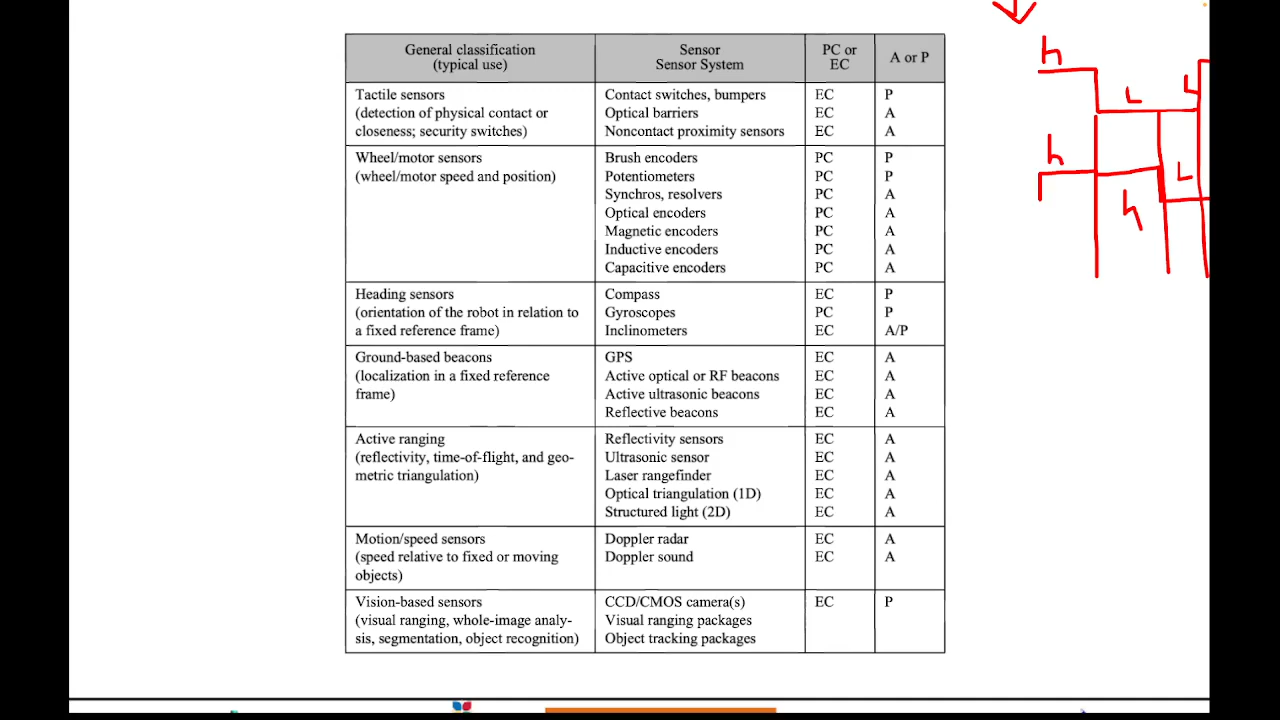 General classification
(typical use)
Sensor
Sensor System
PC or
EC
A or P
Tactile sensors
(detection of physical contact or
closeness; security switches)
Contact switches, bumpers EC P
Optical barriers EC A
Noncontact proximity sensors EC A
Wheel/motor sensors
(wheel/motor speed and position)
Brush encoders PC P
Potentiometers PC P
Synchros, resolvers PC A
Optical encoders PC A
Magnetic encoders PC A
Inductive encoders PC A
Capacitive encoders PC A
Heading sensors
(orientation of the robot in relation to
a fixed reference frame)
Compass EC P
Gyroscopes PC P
Inclinometers EC A/P
Ground-based beacons
(localization in a fixed reference
frame)
GPS EC A
Active optical or RF beacons EC A
Active ultrasonic beacons EC A
Reflective beacons EC A
Active ranging
(reflectivity, time-of-flight, and geo-
metric triangulation)
Reflectivity sensors EC A
Ultrasonic sensor EC A
Laser rangefinder EC A
Optical triangulation (1D) EC A
Structured light (2D) EC A
Motion/speed sensors
(speed relative to fixed or moving
objects)
Doppler radar EC A
Doppler sound EC A
Vision-based sensors
(visual ranging, whole-image analy-
sis, segmentation, object recognition)
CCD/CMOS camera(s) EC P
Visual ranging packages
Object tracking packages
h
L
h
L
h